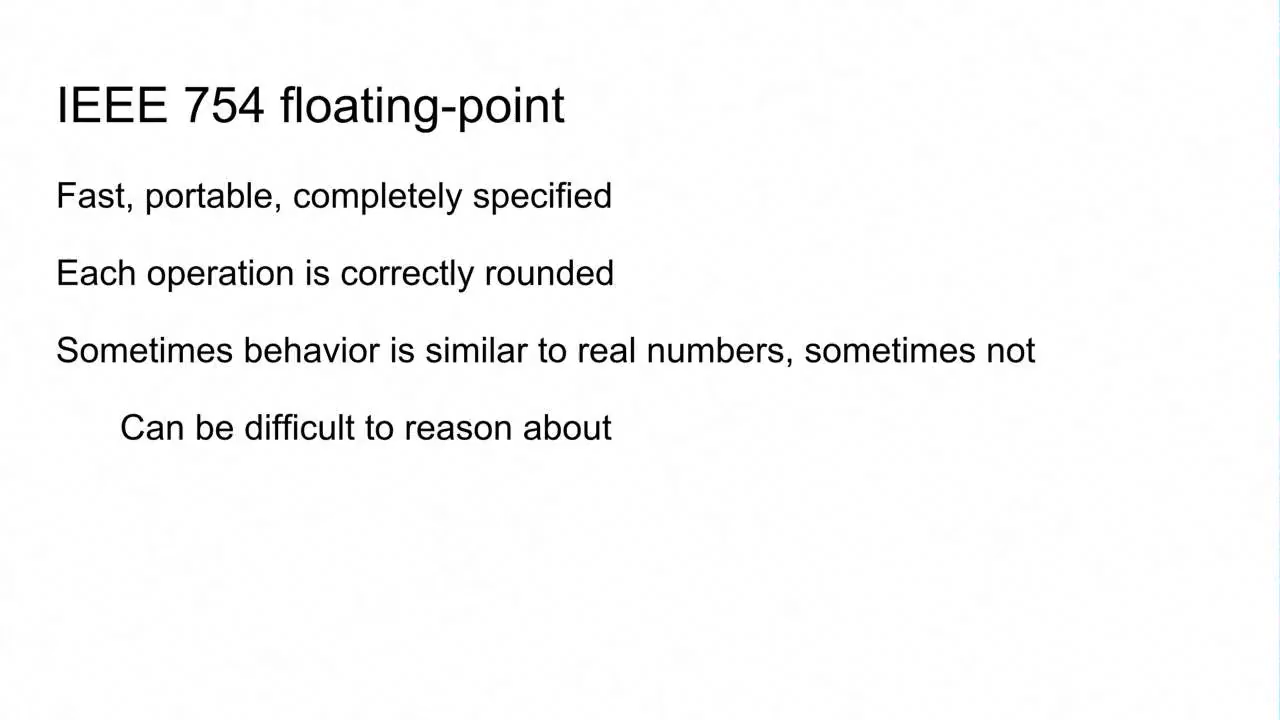 IEEE 754 floating-point
Fast, portable, completely specified
Each operation is correctly rounded
Sometimes behavior is similar to real numbers, sometimes not
Can be difficult to reason about